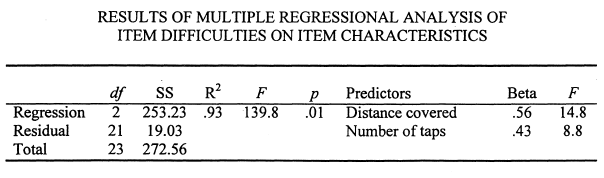 RESULTS OF MULTIPLE REGRESSIONAL ANALYSIS OF
ITEM DIFFICULTIES ON ITEM CHARACTERISTICS
df SS R² F p Predictors Beta F
Regression 2 253.23 .93 139.8 .01 Distance covered .56 14.8
Residual 21 19.03 Number of taps .43 8.8
Total 23 272.56